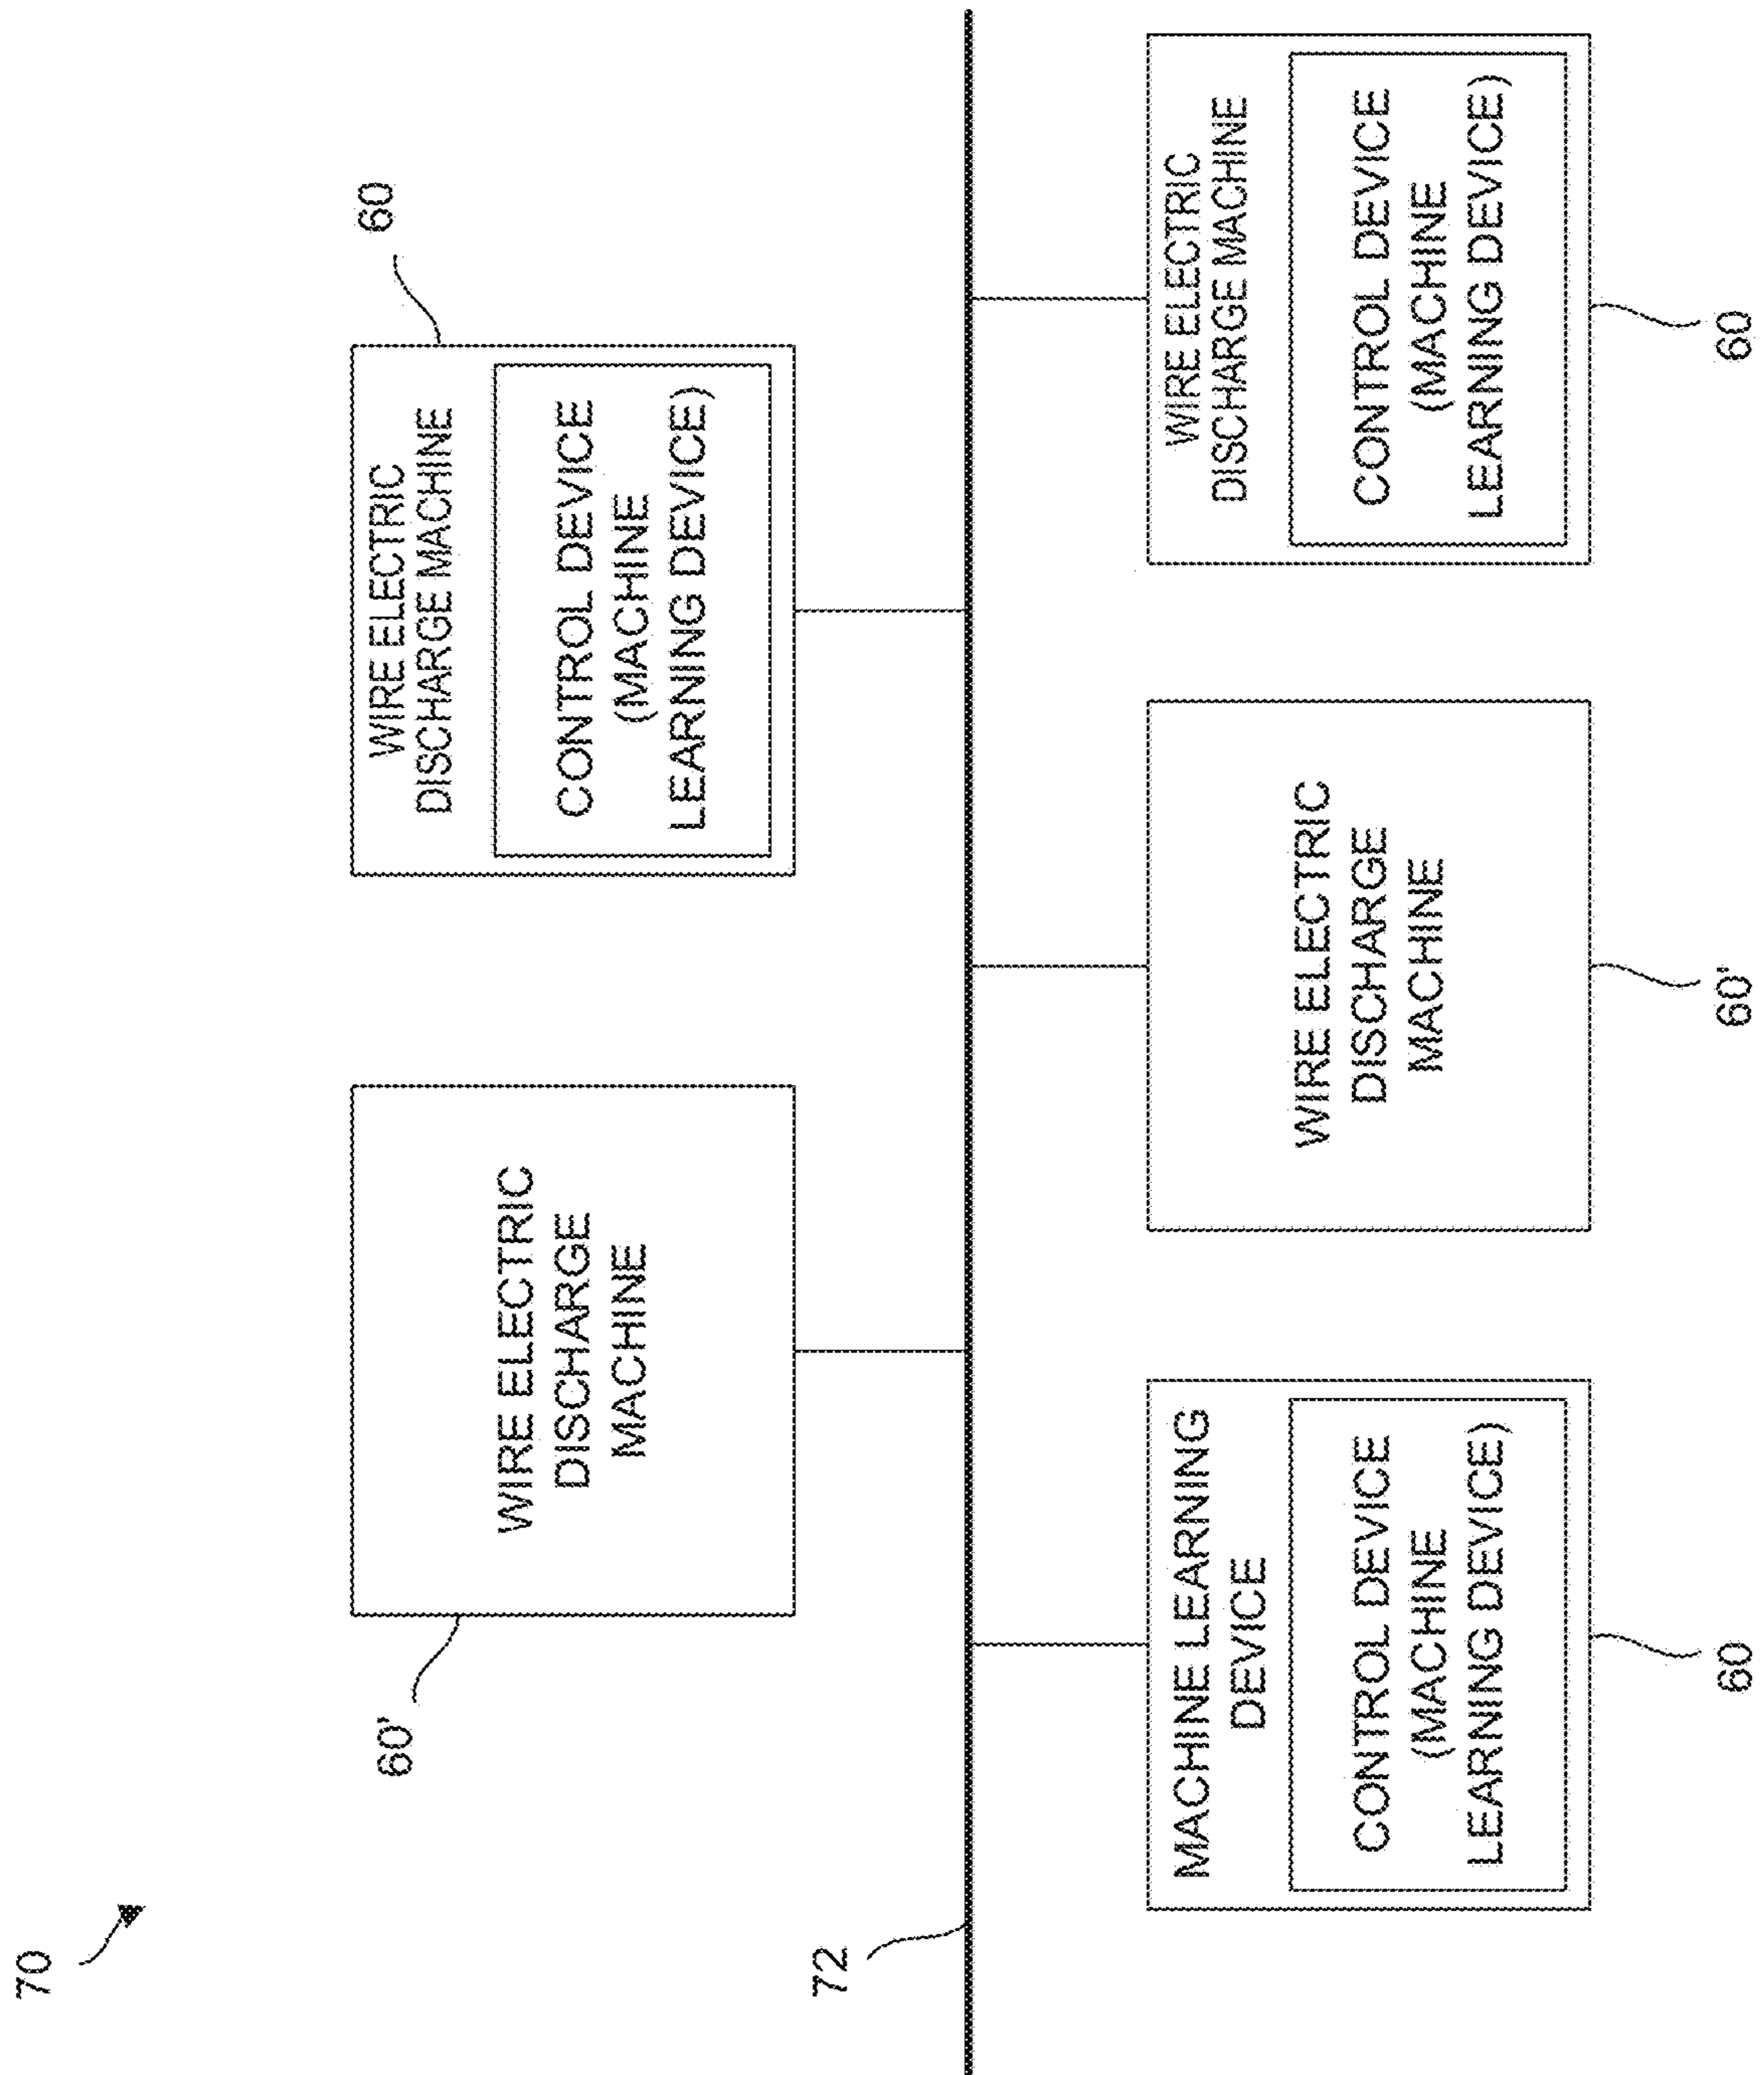 70
60'
WIRE ELECTRIC
DISCHARGE
MACHINE
60
WIRE ELECTRIC
DISCHARGE MACHINE
CONTROL DEVICE
(MACHINE
LEARNING DEVICE)
72
MACHINE LEARNING
DEVICE
CONTROL DEVICE
(MACHINE
LEARNING DEVICE)
60
WIRE ELECTRIC
DISCHARGE
MACHINE
60'
WIRE ELECTRIC
DISCHARGE MACHINE
CONTROL DEVICE
(MACHINE
LEARNING DEVICE)
60